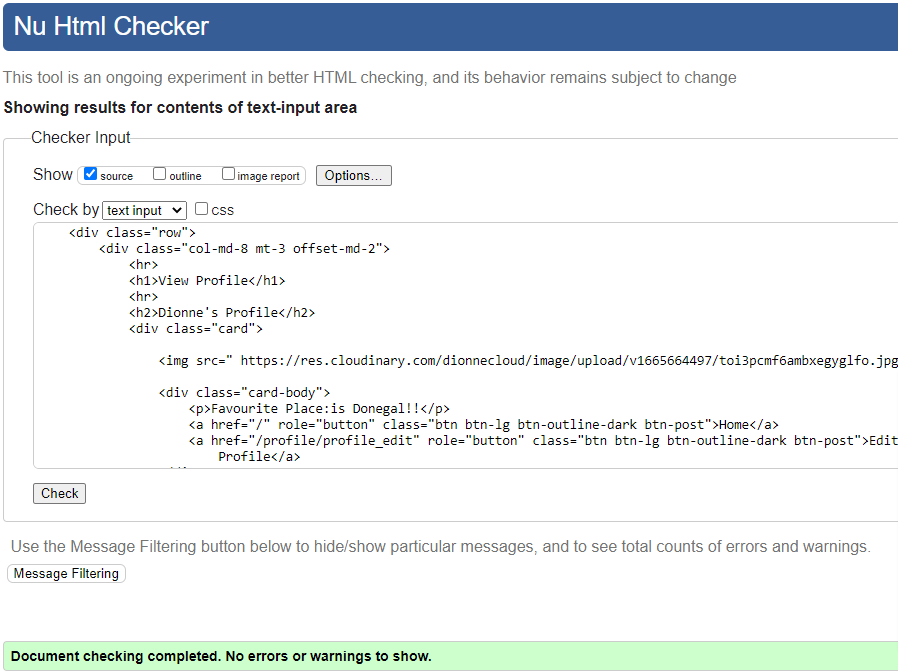 Nu Html Checker
This tool is an ongoing experiment in better HTML checking, and its behavior remains subject to change
Showing results for contents of text-input area
Checker Input
Show source outline image report Options...
Check by text input css
<div class="row">
<div class="col-md-8 mt-3 offset-md-2">
<hr>
<h1>View Profile</h1>
<hr>
<h2>Dionne's Profile</h2>
<div class="card">
<img src=" https://res.cloudinary.com/dionnecloud/image/upload/v1665664497/toi3pcmf6ambxegyglfo.jpg
<div class="card-body">
<p>Favourite Place:is Donegal!!</p>
<a href="/" role="button" class="btn btn-lg btn-outline-dark btn-post">Home</a>
<a href="/profile/profile_edit" role="button" class="btn btn-lg btn-outline-dark btn-post">Edit
Profile</a>
Check
Use the Message Filtering button below to hide/show particular messages, and to see total counts of errors and warnings.
Message Filtering
Document checking completed. No errors or warnings to show.